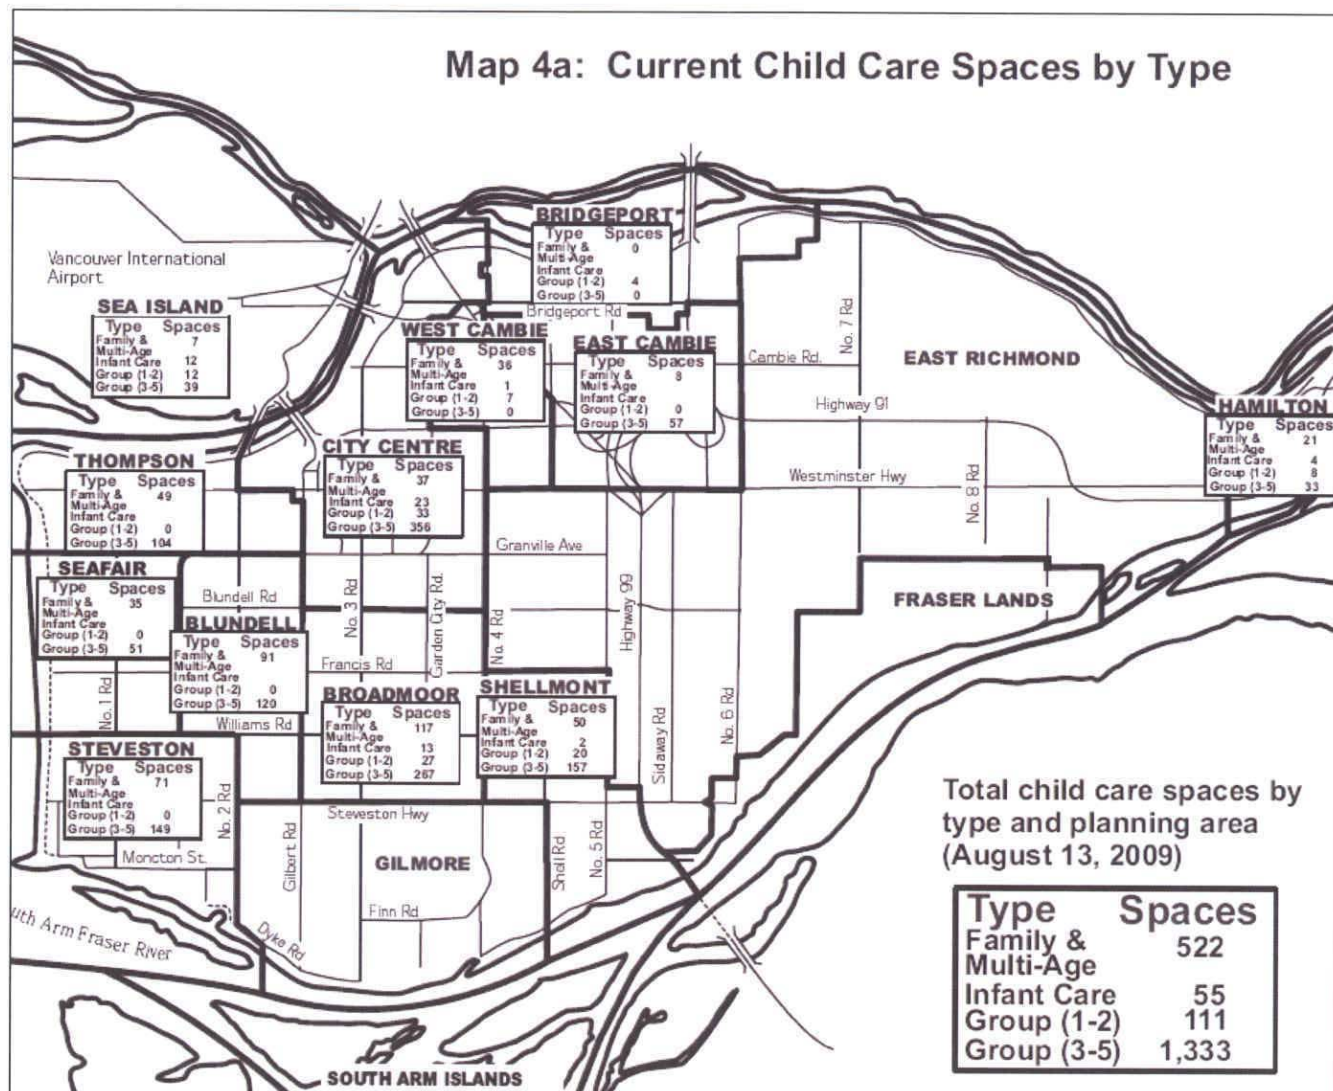 Map 4a: Current Child Care Spaces by Type
BRIDGEPORT
Type Spaces
Family & 0
Multi-Age
Infant Care
Group (1-2) 4
Group (3-5) 0
Bridgeport Rd
Vancouver International
Airport
SEA ISLAND
Type Spaces
Family & 7
Multi-Age
Infant Care 12
Group (1-2) 12
Group (3-5) 39
WEST CAMBIE
Type Spaces
Family & 36
Multi-Age
Infant Care 1
Group (1-2) 7
Group (3-5) 0
EAST CAMBIE
Type Spaces
Family & 8
Multi-Age
Infant Care
Group (1-2) 0
Group (3-5) 57
Cambie Rd.
No. 7 Rd
EAST RICHMOND
Highway 91
HAMILTON
Type Spaces
Family & 21
Multi-Age
Infant Care 4
Group (1-2) 8
Group (3-5) 33
CITY CENTRE
Type Spaces
Family & 37
Multi-Age
Infant Care 23
Group (1-2) 33
Group (3-5) 356
THOMPSON
Type Spaces
Family & 49
Multi-Age
Infant Care
Group (1-2) 0
Group (3-5) 104
Westminster Hwy
No. 8 Rd
Granville Ave
SEAFAIR
Type Spaces
Family & 35
Multi-Age
Infant Care
Group (1-2) 0
Group (3-5) 51
Blundell Rd
No. 3 Rd
Garden City Rd.
No. 4 Rd
Highway 99
FRASER LANDS
BLUNDELL
Type Spaces
Family & 91
Multi-Age
Infant Care
Group (1-2) 0
Group (3-5) 120
Francis Rd
No. 1 Rd
Williams Rd
BROADMOOR
Type Spaces
Family & 117
Multi-Age
Infant Care 13
Group (1-2) 27
Group (3-5) 267
SHELLMONT
Type Spaces
Family & 50
Multi-Age
Infant Care 2
Group (1-2) 20
Group (3-5) 157
Sidaway Rd
No. 6 Rd
STEVESTON
Type Spaces
Family & 71
Multi-Age
Infant Care
Group (1-2) 0
Group (3-5) 149
No. 2 Rd
Moncton St.
Steveston Hwy
Gilbert Rd
GILMORE
Shell Rd
No. 5 Rd
Finn Rd
Dyke Rd
uth Arm Fraser River
SOUTH ARM ISLANDS
Total child care spaces by
type and planning area
(August 13, 2009)
Type Spaces
Family & 522
Multi-Age
Infant Care 55
Group (1-2) 111
Group (3-5) 1,333